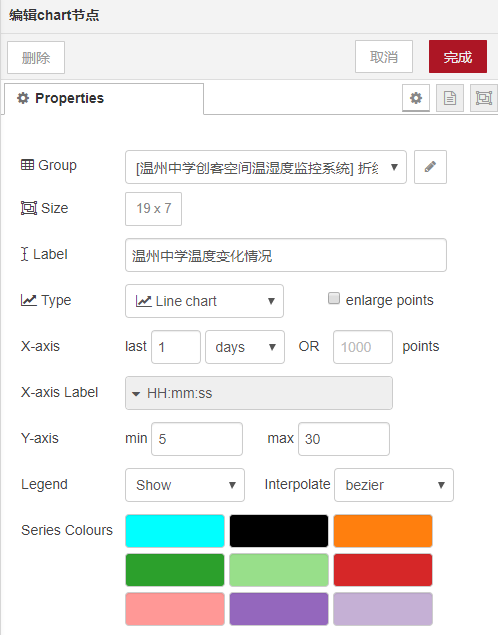 编辑chart节点
删除 取消 完成
Properties
Group [温州中学创客空间温湿度监控系统] 折线
Size 19 x 7
Label 温州中学温度变化情况
Type Line chart enlarge points
X-axis last 1 days OR 1000 points
X-axis Label HH:mm:ss
Y-axis min 5 max 30
Legend Show Interpolate bezier
Series Colours